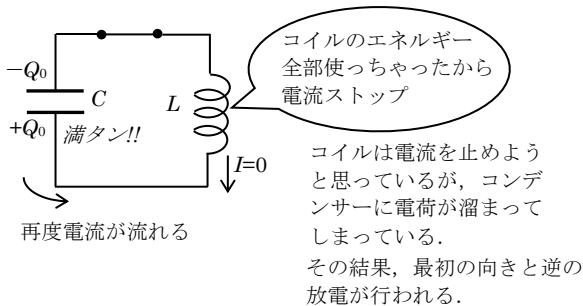 コイルのエネルギー
全部使っちゃったから
電流ストップ
−Q₀
C
L
+Q₀
満タン!!
I=0
再度電流が流れる
コイルは電流を止めよう
と思っているが，コンデ
ンサーに電荷が溜まって
しまっている．
その結果，最初の向きと逆の
放電が行われる．